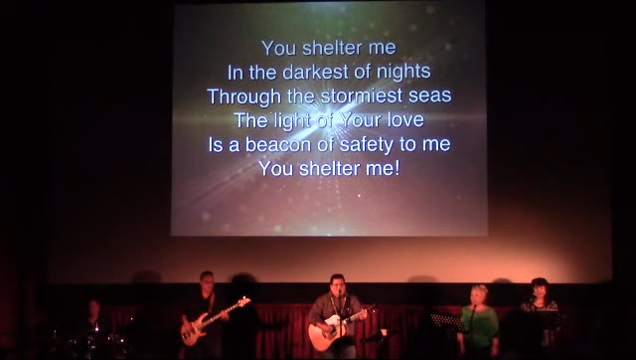 You shelter me
In the darkest of nights
Through the stormiest seas
The light of Your love
Is a beacon of safety to me
You shelter me!